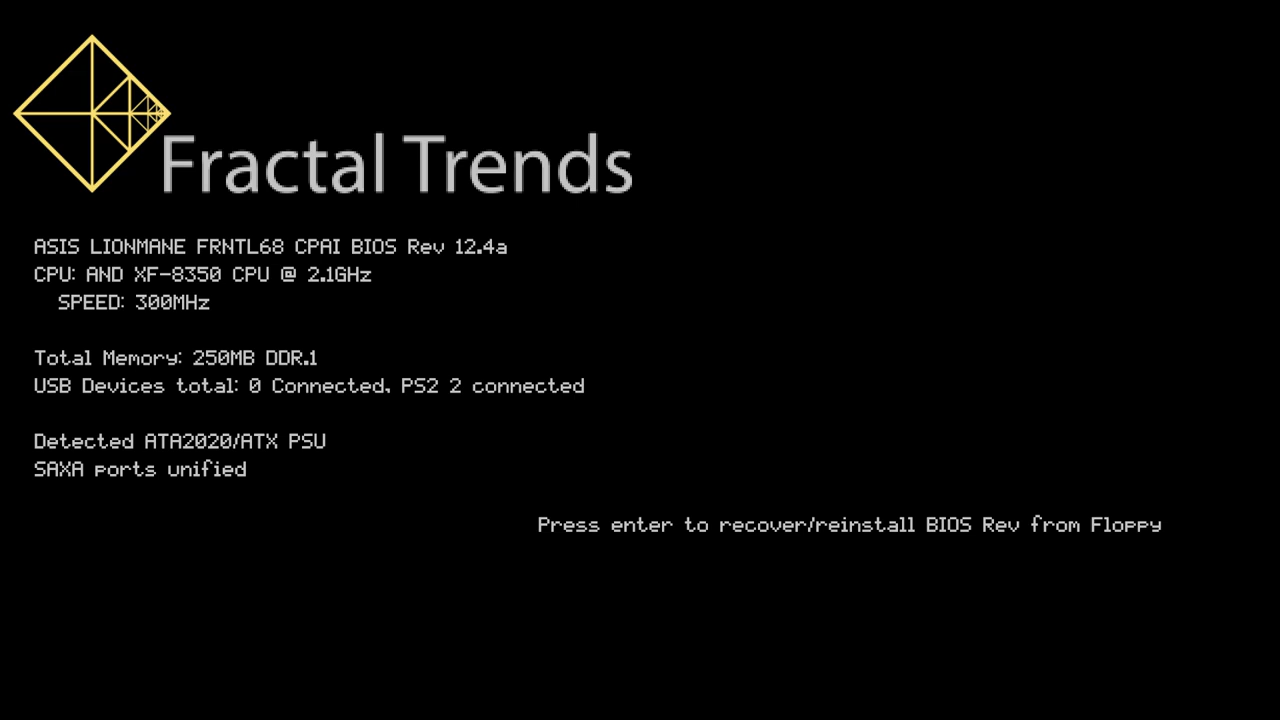 Fractal Trends
ASIS LIONMANE FRNTL68 CPAI BIOS Rev 12.4a
CPU: AND XF-8350 CPU @ 2.1GHz
SPEED: 300MHz
Total Memory: 250MB DDR.1
USB Devices total: 0 Connected. PS2 2 connected
Detected ATA2020/ATX PSU
SAXA ports unified
Press enter to recover/reinstall BIOS Rev from Floppy